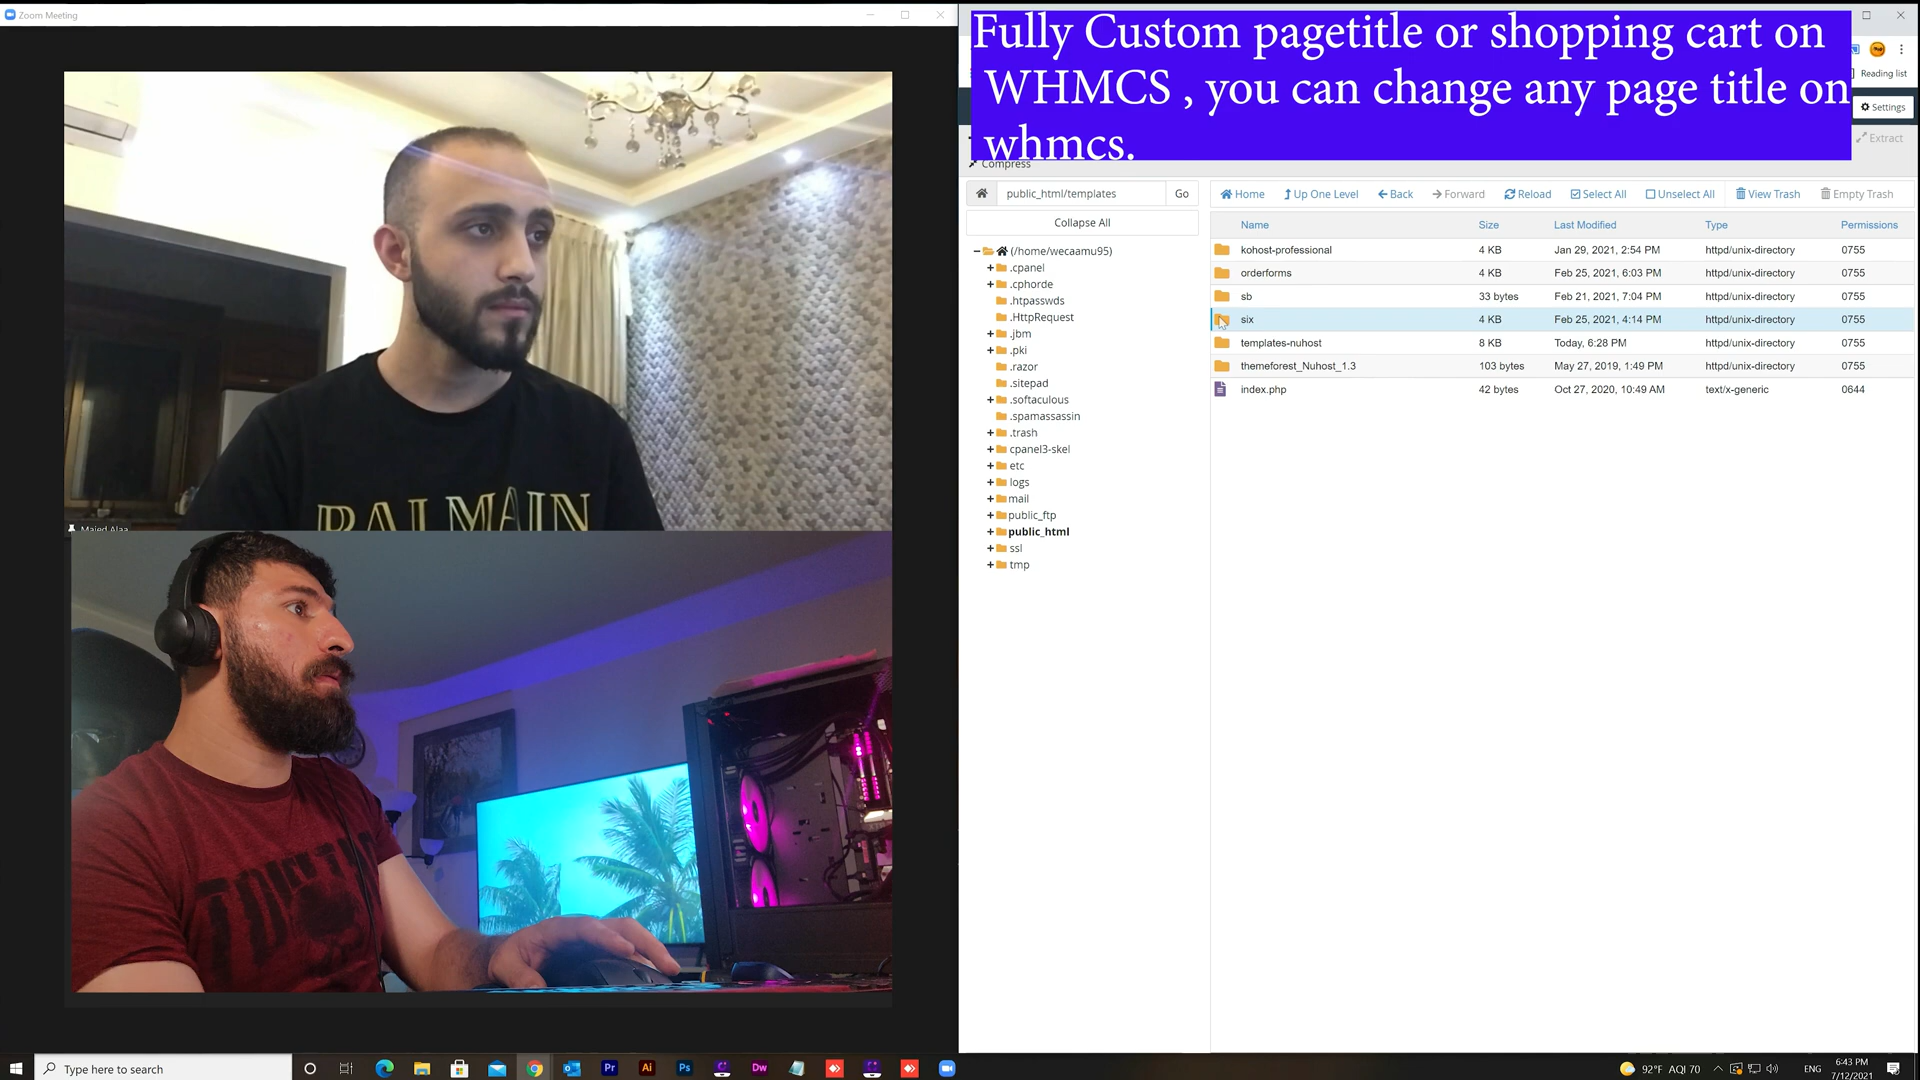 Zoom Meeting
Fully Custom pagetitle or shopping cart on
WHMCS , you can change any page title on
whmcs.
Reading list
Settings
Extract
Compress
public_html/templates
Go
Home
Up One Level
Back
Forward
Reload
Select All
Unselect All
View Trash
Empty Trash
Collapse All
Name Size Last Modified Type Permissions
kohost-professional 4 KB Jan 29, 2021, 2:54 PM httpd/unix-directory 0755
orderforms 4 KB Feb 25, 2021, 6:03 PM httpd/unix-directory 0755
sb 33 bytes Feb 21, 2021, 7:04 PM httpd/unix-directory 0755
six 4 KB Feb 25, 2021, 4:14 PM httpd/unix-directory 0755
templates-nuhost 8 KB Today, 6:28 PM httpd/unix-directory 0755
themeforest_Nuhost_1.3 103 bytes May 27, 2019, 1:49 PM httpd/unix-directory 0755
index.php 42 bytes Oct 27, 2020, 10:49 AM text/x-generic 0644
(/home/wecaamu95)
.cpanel
.cphorde
.htpasswds
.HttpRequest
.jbm
.pki
.razor
.sitepad
.softaculous
.spamassassin
.trash
cpanel3-skel
etc
logs
mail
public_ftp
public_html
ssl
tmp
BALMAIN
Majed Alaa
Type here to search
Pr
Ai
Ps
Dw
92°F AQI 70
ENG
6:43 PM
7/12/2021